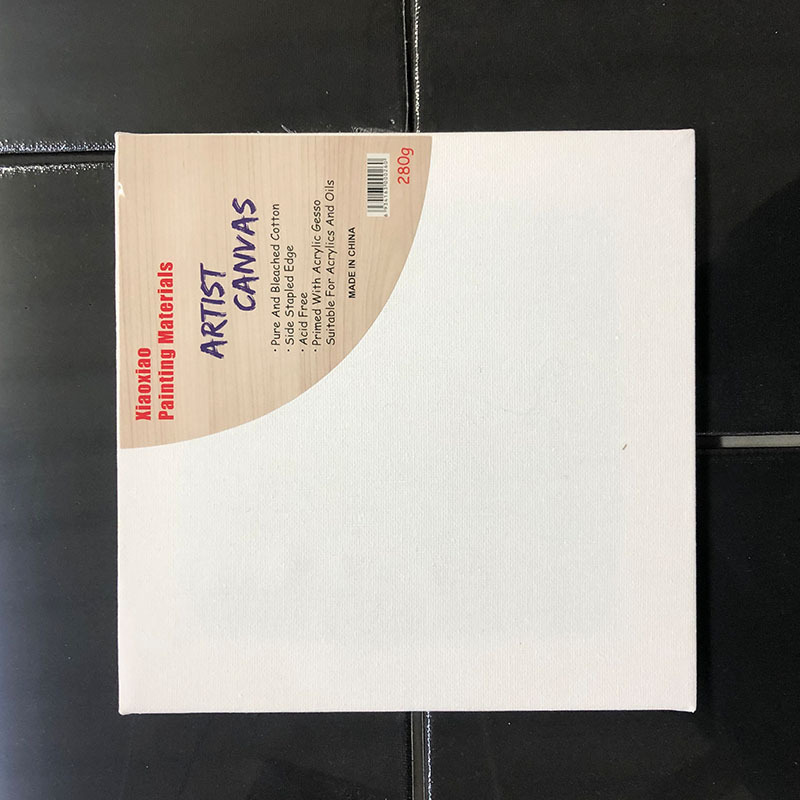 Xiaoxiao
Painting Materials
ARTIST
CANVAS
· Pure And Bleached Cotton
· Side Stapled Edge
· Acid Free
· Primed With Acrylic Gesso
Suitable For Acrylics And Oils
MADE IN CHINA
280g